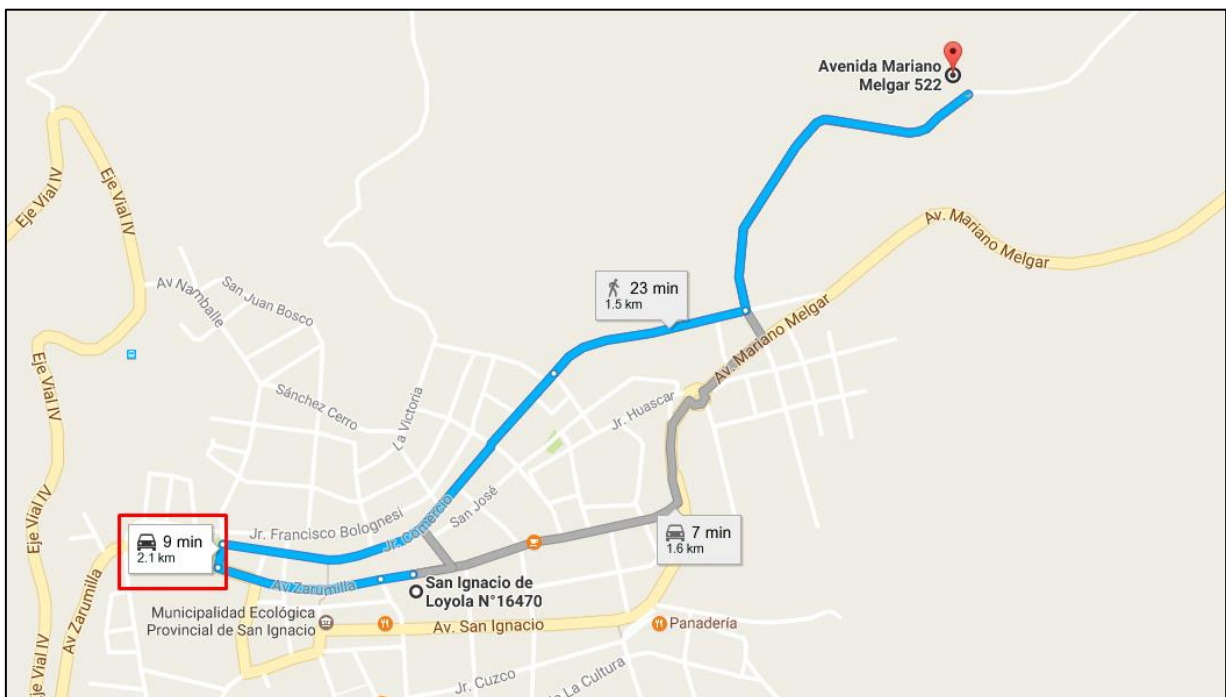 Avenida Mariano
Melgar 522
Eje Vial IV
Eje Vial IV
Av. Mariano Melgar
Av Namballe
San Juan Bosco
23 min
1.5 km
Av. Mariano Melgar
Eje Vial IV
Sánchez Cerro
La Victoria
Jr. Huascar
Eje Vial IV
Jr. Francisco Bolognesi
Jr. Comercio
San José
9 min
2.1 km
7 min
1.6 km
Av Zarumilla
Av Zarumilla
San Ignacio de
Loyola N°16470
Municipalidad Ecológica
Provincial de San Ignacio
Av. San Ignacio
Panadería
Eje Vial IV
Jr. Cuzco
de La Cultura